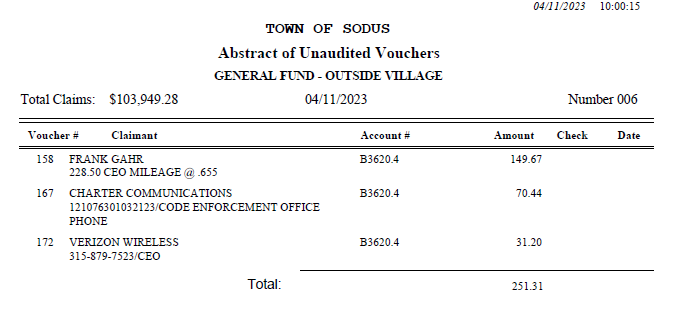 04/11/2023 10:00:15
TOWN OF SODUS
Abstract of Unaudited Vouchers
GENERAL FUND - OUTSIDE VILLAGE
Total Claims: $103,949.28 04/11/2023 Number 006
Voucher # Claimant Account # Amount Check Date
158 FRANK GAHR B3620.4 149.67
228.50 CEO MILEAGE @ .655
167 CHARTER COMMUNICATIONS B3620.4 70.44
121076301032123/CODE ENFORCEMENT OFFICE
PHONE
172 VERIZON WIRELESS B3620.4 31.20
315-879-7523/CEO
Total: 251.31